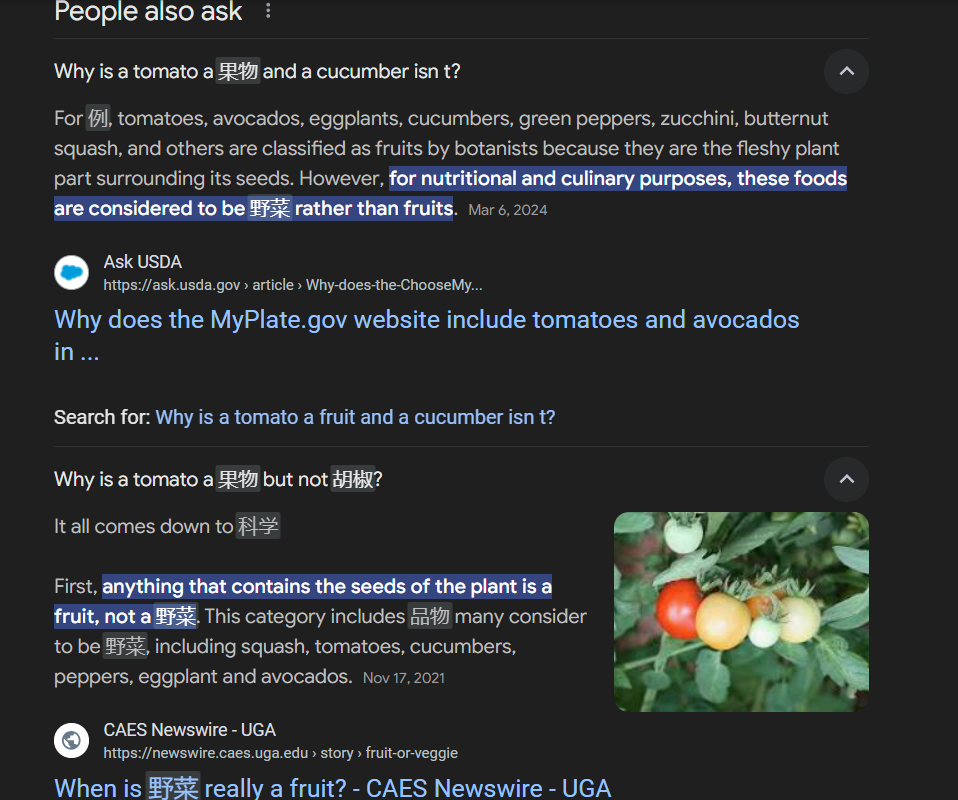 People also ask
Why is a tomato a 果物 and a cucumber isn t?
For 例, tomatoes, avocados, eggplants, cucumbers, green peppers, zucchini, butternut
squash, and others are classified as fruits by botanists because they are the fleshy plant
part surrounding its seeds. However, for nutritional and culinary purposes, these foods
are considered to be 野菜 rather than fruits. Mar 6, 2024
Ask USDA
https://ask.usda.gov › article › Why-does-the-ChooseMy...
Why does the MyPlate.gov website include tomatoes and avocados
in ...
Search for: Why is a tomato a fruit and a cucumber isn t?
Why is a tomato a 果物 but not 胡椒?
It all comes down to 科学
First, anything that contains the seeds of the plant is a
fruit, not a 野菜. This category includes 品物 many consider
to be 野菜, including squash, tomatoes, cucumbers,
peppers, eggplant and avocados. Nov 17, 2021
CAES Newswire - UGA
https://newswire.caes.uga.edu › story › fruit-or-veggie
When is 野菜 really a fruit? - CAES Newswire - UGA